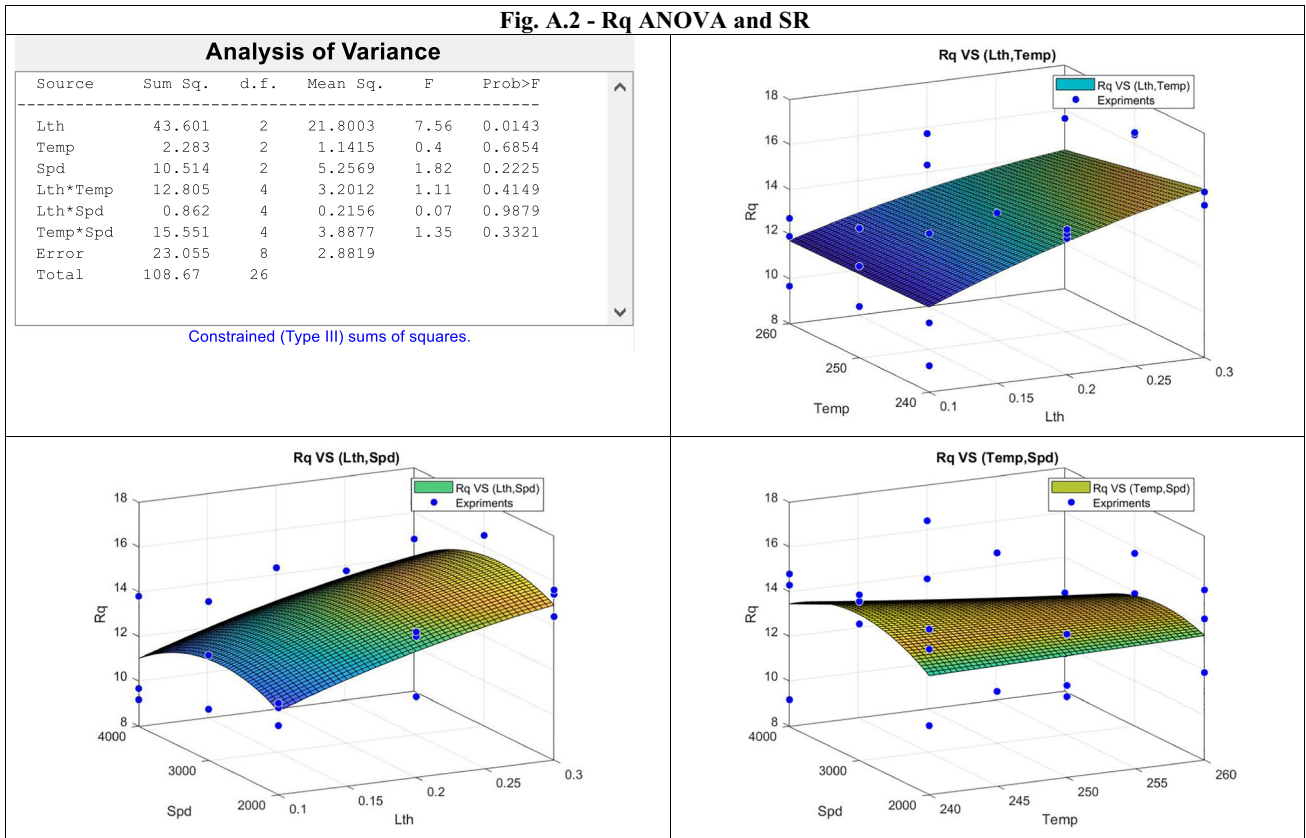 Fig. A.2 - Rq ANOVA and SR
Analysis of Variance
Source Sum Sq. d.f. Mean Sq. F Prob>F
Lth 43.601 2 21.8003 7.56 0.0143
Temp 2.283 2 1.1415 0.4 0.6854
Spd 10.514 2 5.2569 1.82 0.2225
Lth*Temp 12.805 4 3.2012 1.11 0.4149
Lth*Spd 0.862 4 0.2156 0.07 0.9879
Temp*Spd 15.551 4 3.8877 1.35 0.3321
Error 23.055 8 2.8819
Total 108.67 26
Constrained (Type III) sums of squares.
Rq VS (Lth,Temp)
Rq VS (Lth,Temp)
Expriments
18
16
14
12
10
8
Rq
260
250
240
Temp
0.1
0.15
0.2
0.25
0.3
Lth
Rq VS (Lth,Spd)
Rq VS (Lth,Spd)
Expriments
18
16
14
12
10
8
Rq
4000
3000
2000
Spd
0.1
0.15
0.2
0.25
0.3
Lth
Rq VS (Temp,Spd)
Rq VS (Temp,Spd)
Expriments
18
16
14
12
10
8
Rq
4000
3000
2000
Spd
240
245
250
255
260
Temp